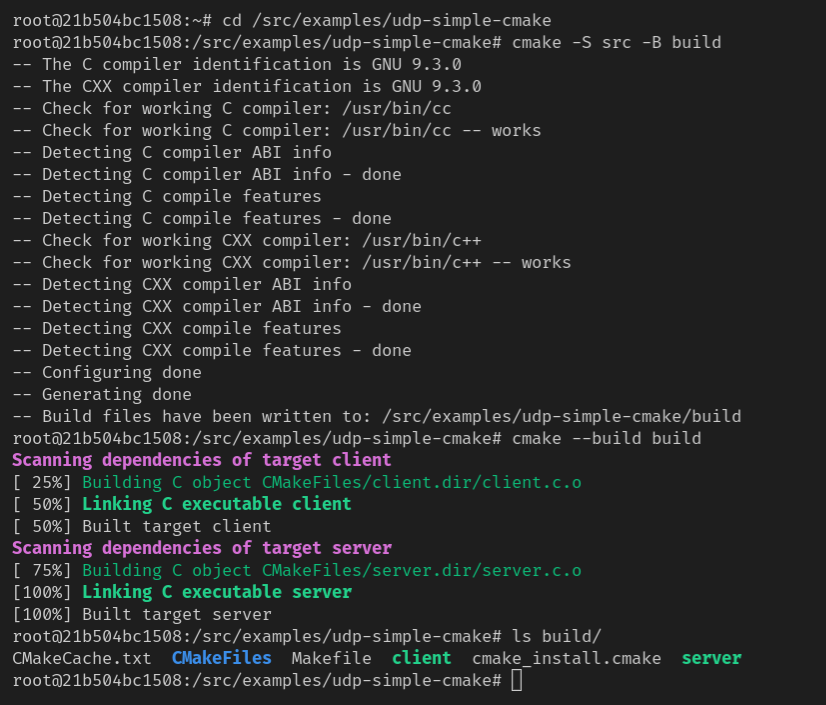 root@21b504bc1508:~# cd /src/examples/udp-simple-cmake
root@21b504bc1508:/src/examples/udp-simple-cmake# cmake -S src -B build
-- The C compiler identification is GNU 9.3.0
-- The CXX compiler identification is GNU 9.3.0
-- Check for working C compiler: /usr/bin/cc
-- Check for working C compiler: /usr/bin/cc -- works
-- Detecting C compiler ABI info
-- Detecting C compiler ABI info - done
-- Detecting C compile features
-- Detecting C compile features - done
-- Check for working CXX compiler: /usr/bin/c++
-- Check for working CXX compiler: /usr/bin/c++ -- works
-- Detecting CXX compiler ABI info
-- Detecting CXX compiler ABI info - done
-- Detecting CXX compile features
-- Detecting CXX compile features - done
-- Configuring done
-- Generating done
-- Build files have been written to: /src/examples/udp-simple-cmake/build
root@21b504bc1508:/src/examples/udp-simple-cmake# cmake --build build
Scanning dependencies of target client
[ 25%] Building C object CMakeFiles/client.dir/client.c.o
[ 50%] Linking C executable client
[ 50%] Built target client
Scanning dependencies of target server
[ 75%] Building C object CMakeFiles/server.dir/server.c.o
[100%] Linking C executable server
[100%] Built target server
root@21b504bc1508:/src/examples/udp-simple-cmake# ls build/
CMakeCache.txt  CMakeFiles  Makefile  client  cmake_install.cmake  server
root@21b504bc1508:/src/examples/udp-simple-cmake#